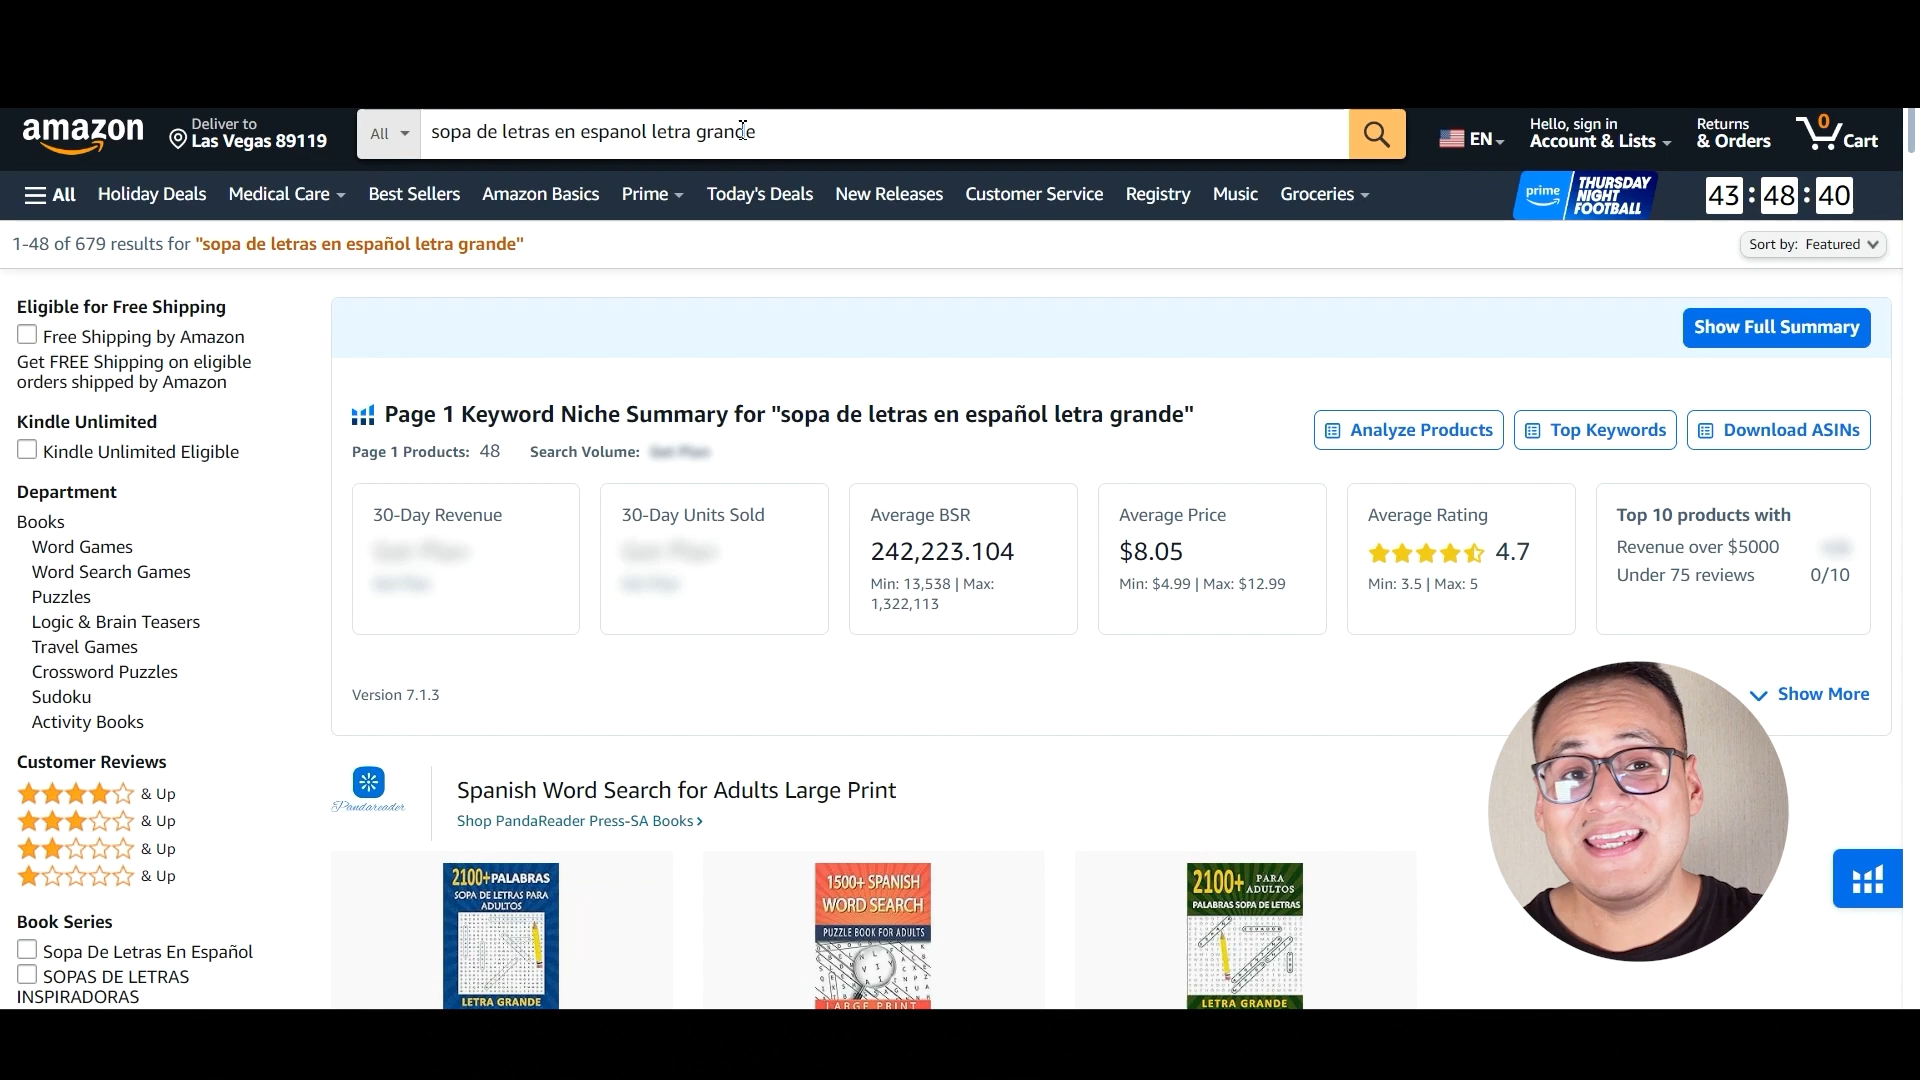 amazon
Deliver to
Las Vegas 89119
All
sopa de letras en espanol letra grande
EN
Hello, sign in
Account & Lists
Returns
& Orders
0
Cart
All
Holiday Deals
Medical Care
Best Sellers
Amazon Basics
Prime
Today's Deals
New Releases
Customer Service
Registry
Music
Groceries
prime
THURSDAY
NIGHT
FOOTBALL
43 : 48 : 40
1-48 of 679 results for "sopa de letras en español letra grande"
Sort by: Featured
Eligible for Free Shipping
Free Shipping by Amazon
Get FREE Shipping on eligible
orders shipped by Amazon
Kindle Unlimited
Kindle Unlimited Eligible
Department
Books
Word Games
Word Search Games
Puzzles
Logic & Brain Teasers
Travel Games
Crossword Puzzles
Sudoku
Activity Books
Customer Reviews
& Up
& Up
& Up
& Up
Book Series
Sopa De Letras En Español
SOPAS DE LETRAS
INSPIRADORAS
Show Full Summary
Page 1 Keyword Niche Summary for "sopa de letras en español letra grande"
Page 1 Products: 48
Search Volume:
Analyze Products
Top Keywords
Download ASINs
30-Day Revenue
30-Day Units Sold
Average BSR
242,223.104
Min: 13,538 | Max:
1,322,113
Average Price
$8.05
Min: $4.99 | Max: $12.99
Average Rating
4.7
Min: 3.5 | Max: 5
Top 10 products with
Revenue over $5000
Under 75 reviews 0/10
Version 7.1.3
Show More
Pandareader
Spanish Word Search for Adults Large Print
Shop PandaReader Press-SA Books
2100+PALABRAS
SOPA DE LETRAS PARA
ADULTOS
LETRA GRANDE
1500+ SPANISH
WORD SEARCH
PUZZLE BOOK FOR ADULTS
LARGE PRINT
2100+ PARA
ADULTOS
PALABRAS SOPA DE LETRAS
LETRA GRANDE